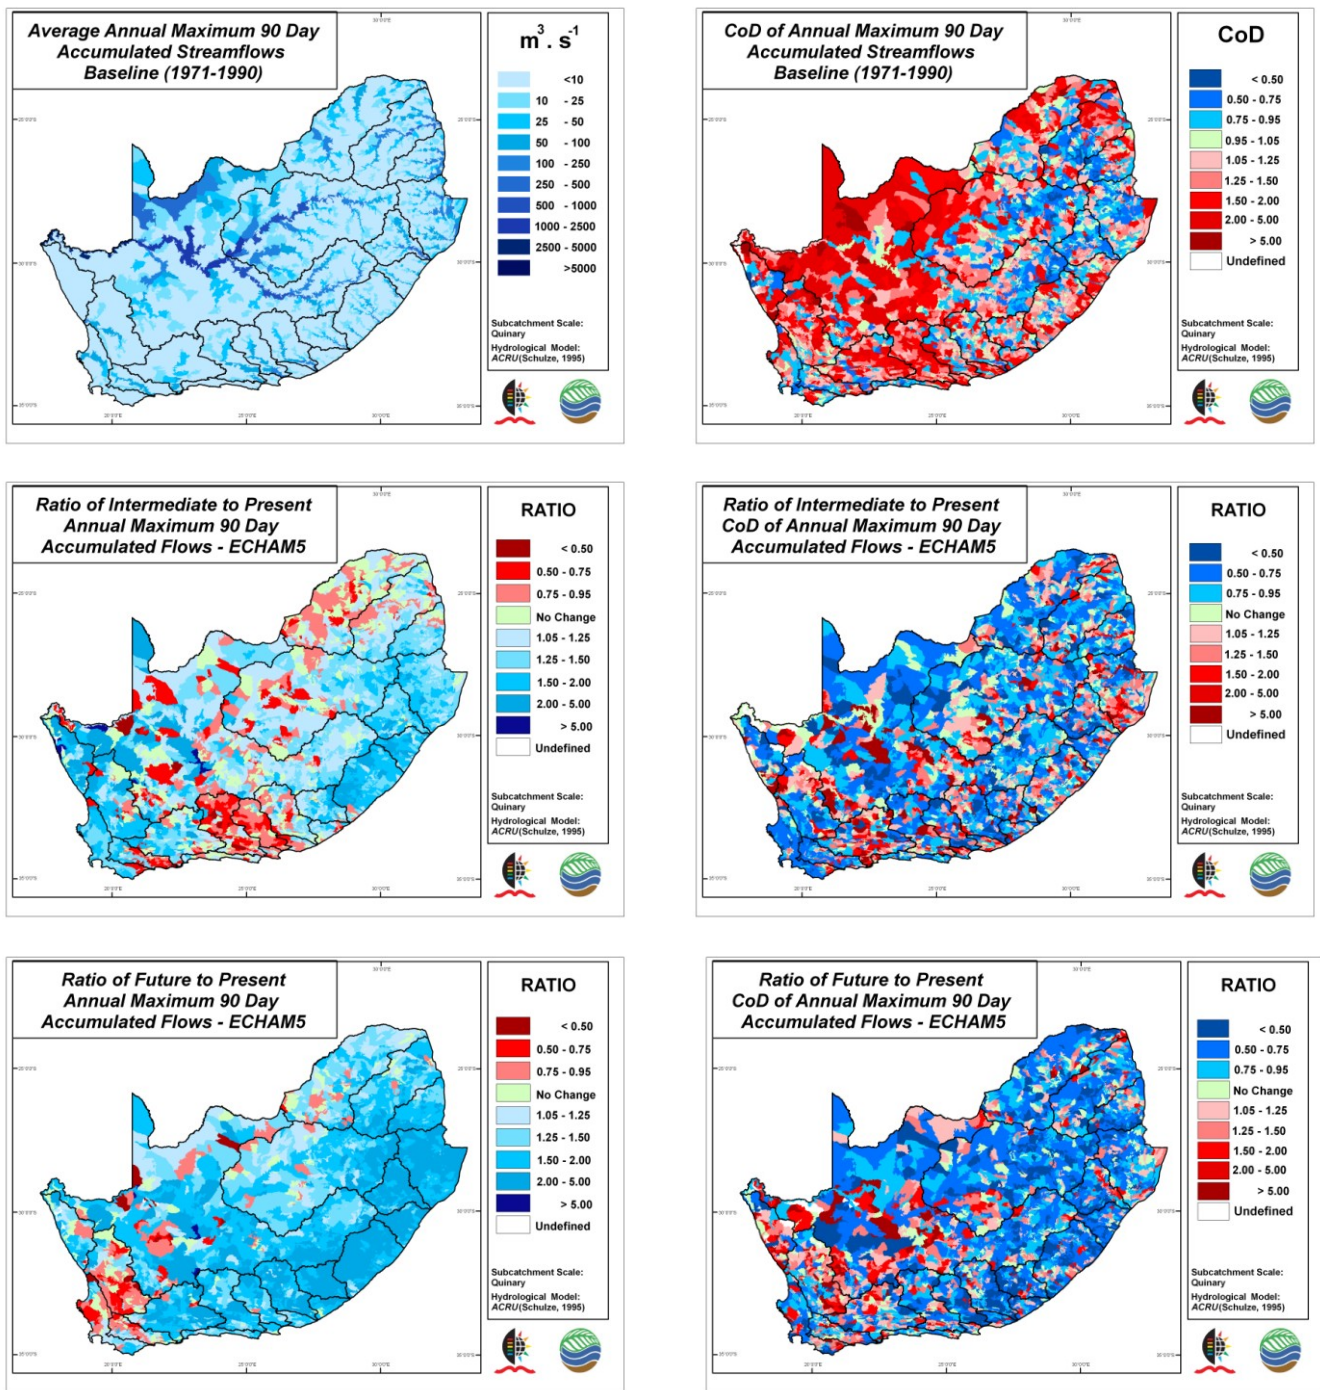 Average Annual Maximum 90 Day
Accumulated Streamflows
Baseline (1971-1990)
m³ . s⁻¹
<10
10 - 25
25 - 50
50 - 100
100 - 250
250 - 500
500 - 1000
1000 - 2500
2500 - 5000
>5000
Subcatchment Scale:
Quinary
Hydrological Model:
ACRU(Schulze, 1995)
CoD of Annual Maximum 90 Day
Accumulated Streamflows
Baseline (1971-1990)
CoD
< 0.50
0.50 - 0.75
0.75 - 0.95
0.95 - 1.05
1.05 - 1.25
1.25 - 1.50
1.50 - 2.00
2.00 - 5.00
> 5.00
Undefined
Subcatchment Scale:
Quinary
Hydrological Model:
ACRU(Schulze, 1995)
Ratio of Intermediate to Present
Annual Maximum 90 Day
Accumulated Flows - ECHAM5
RATIO
< 0.50
0.50 - 0.75
0.75 - 0.95
No Change
1.05 - 1.25
1.25 - 1.50
1.50 - 2.00
2.00 - 5.00
> 5.00
Undefined
Subcatchment Scale:
Quinary
Hydrological Model:
ACRU(Schulze, 1995)
Ratio of Intermediate to Present
CoD of Annual Maximum 90 Day
Accumulated Flows - ECHAM5
RATIO
< 0.50
0.50 - 0.75
0.75 - 0.95
No Change
1.05 - 1.25
1.25 - 1.50
1.50 - 2.00
2.00 - 5.00
> 5.00
Undefined
Subcatchment Scale:
Quinary
Hydrological Model:
ACRU(Schulze, 1995)
Ratio of Future to Present
Annual Maximum 90 Day
Accumulated Flows - ECHAM5
RATIO
< 0.50
0.50 - 0.75
0.75 - 0.95
No Change
1.05 - 1.25
1.25 - 1.50
1.50 - 2.00
2.00 - 5.00
> 5.00
Undefined
Subcatchment Scale:
Quinary
Hydrological Model:
ACRU(Schulze, 1995)
Ratio of Future to Present
CoD of Annual Maximum 90 Day
Accumulated Flows - ECHAM5
RATIO
< 0.50
0.50 - 0.75
0.75 - 0.95
No Change
1.05 - 1.25
1.25 - 1.50
1.50 - 2.00
2.00 - 5.00
> 5.00
Undefined
Subcatchment Scale:
Quinary
Hydrological Model:
ACRU(Schulze, 1995)